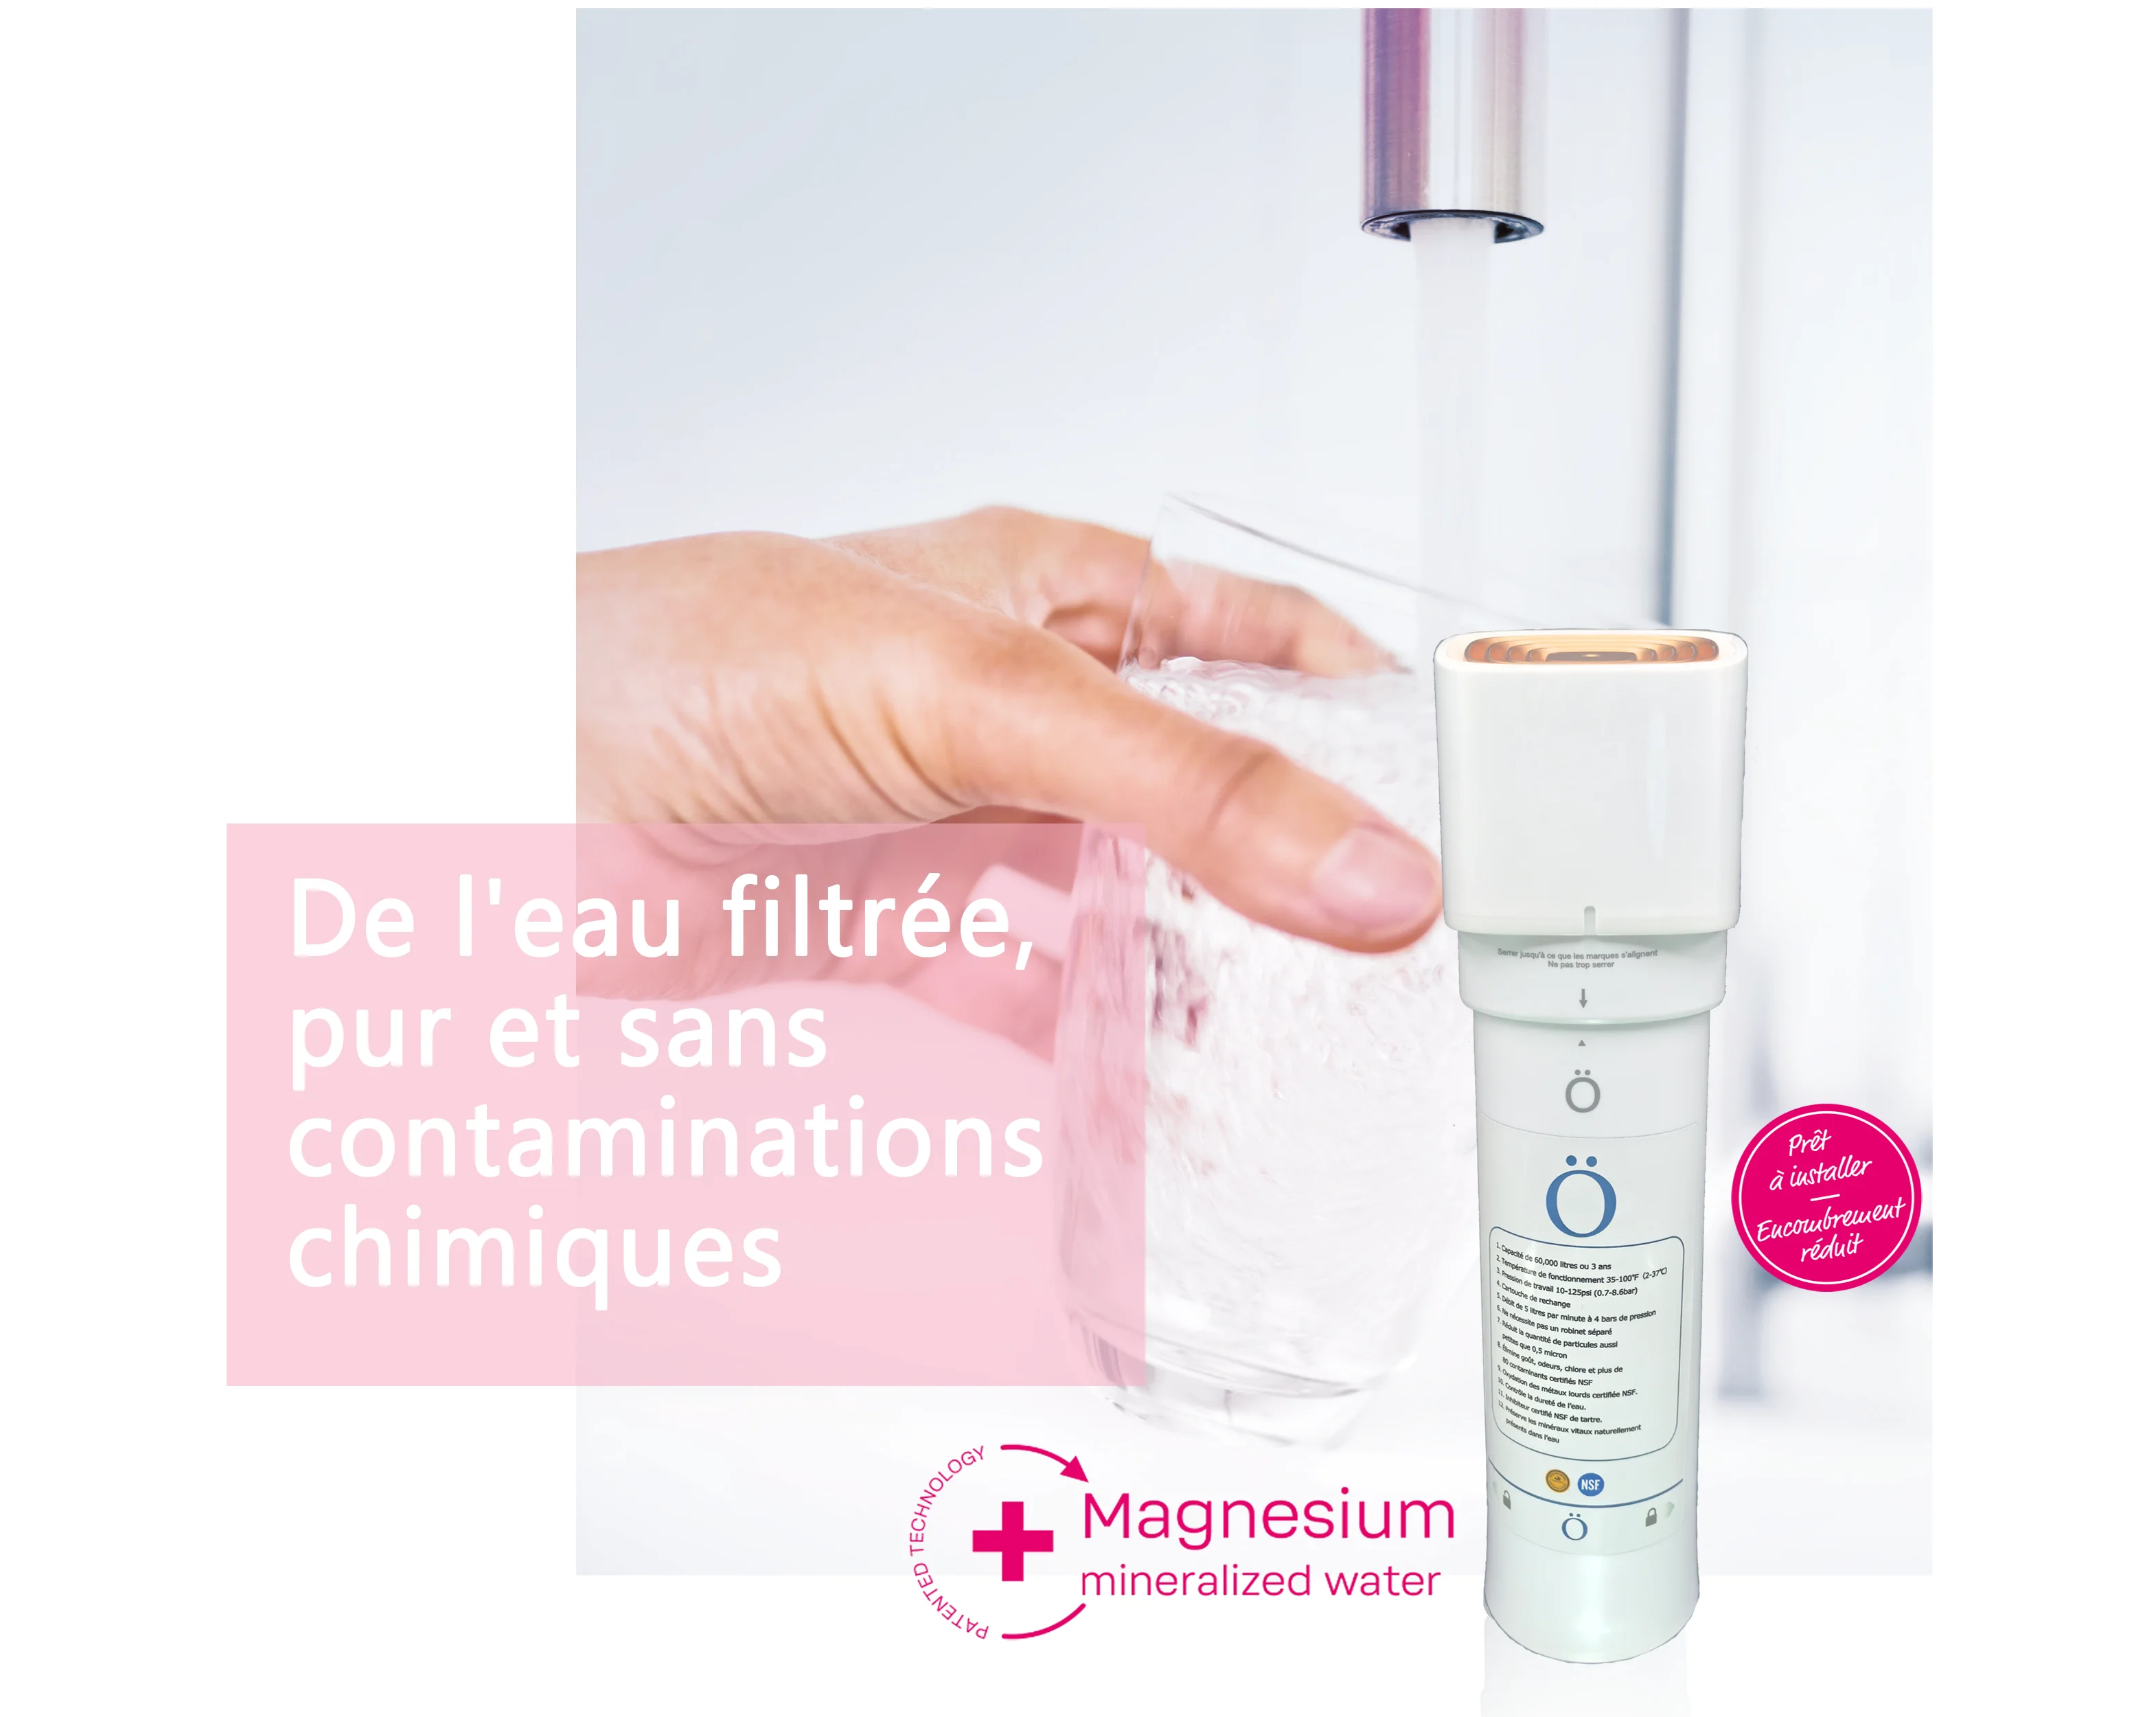 De l'eau filtrée,
pur et sans
contaminations
chimiques
Serrer jusqu'à ce que les marques s'alignent
Ne pas trop serrer
Ö
Ö
1. Capacité de 60,000 litres ou 3 ans
2. Température de fonctionnement 35-100°F (2-37°C)
3. Pression de travail 10-125psi (0.7-8.6bar)
4. Cartouche de rechange
5. Débit de 5 litres par minute à 4 bars de pression
6. Ne nécessite pas un robinet séparé
7. Réduit la quantité de particules aussi
petites que 0,5 micron
8. Élimine goût, odeurs, chlore et plus de
80 contaminants certifiés NSF
9. Oxydation des métaux lourds certifiée NSF.
10. Contrôle la dureté de l'eau.
11. Inhibiteur certifié NSF de tartre.
12. Préserve les minéraux vitaux naturellement
présents dans l'eau
NSF
Ö
Prêt
à installer
Encombrement
réduit
PATENTED TECHNOLOGY
Magnesium
mineralized water